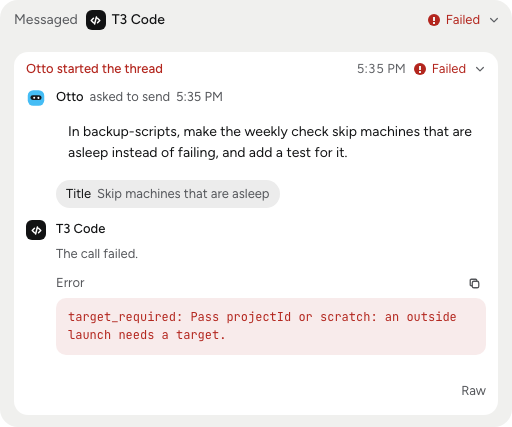 Messaged T3 Code Failed
Otto started the thread 5:35 PM Failed
Otto asked to send 5:35 PM
In backup-scripts, make the weekly check skip machines that are
asleep instead of failing, and add a test for it.
Title Skip machines that are asleep
T3 Code
The call failed.
Error
target_required: Pass projectId or scratch: an outside
launch needs a target.
Raw